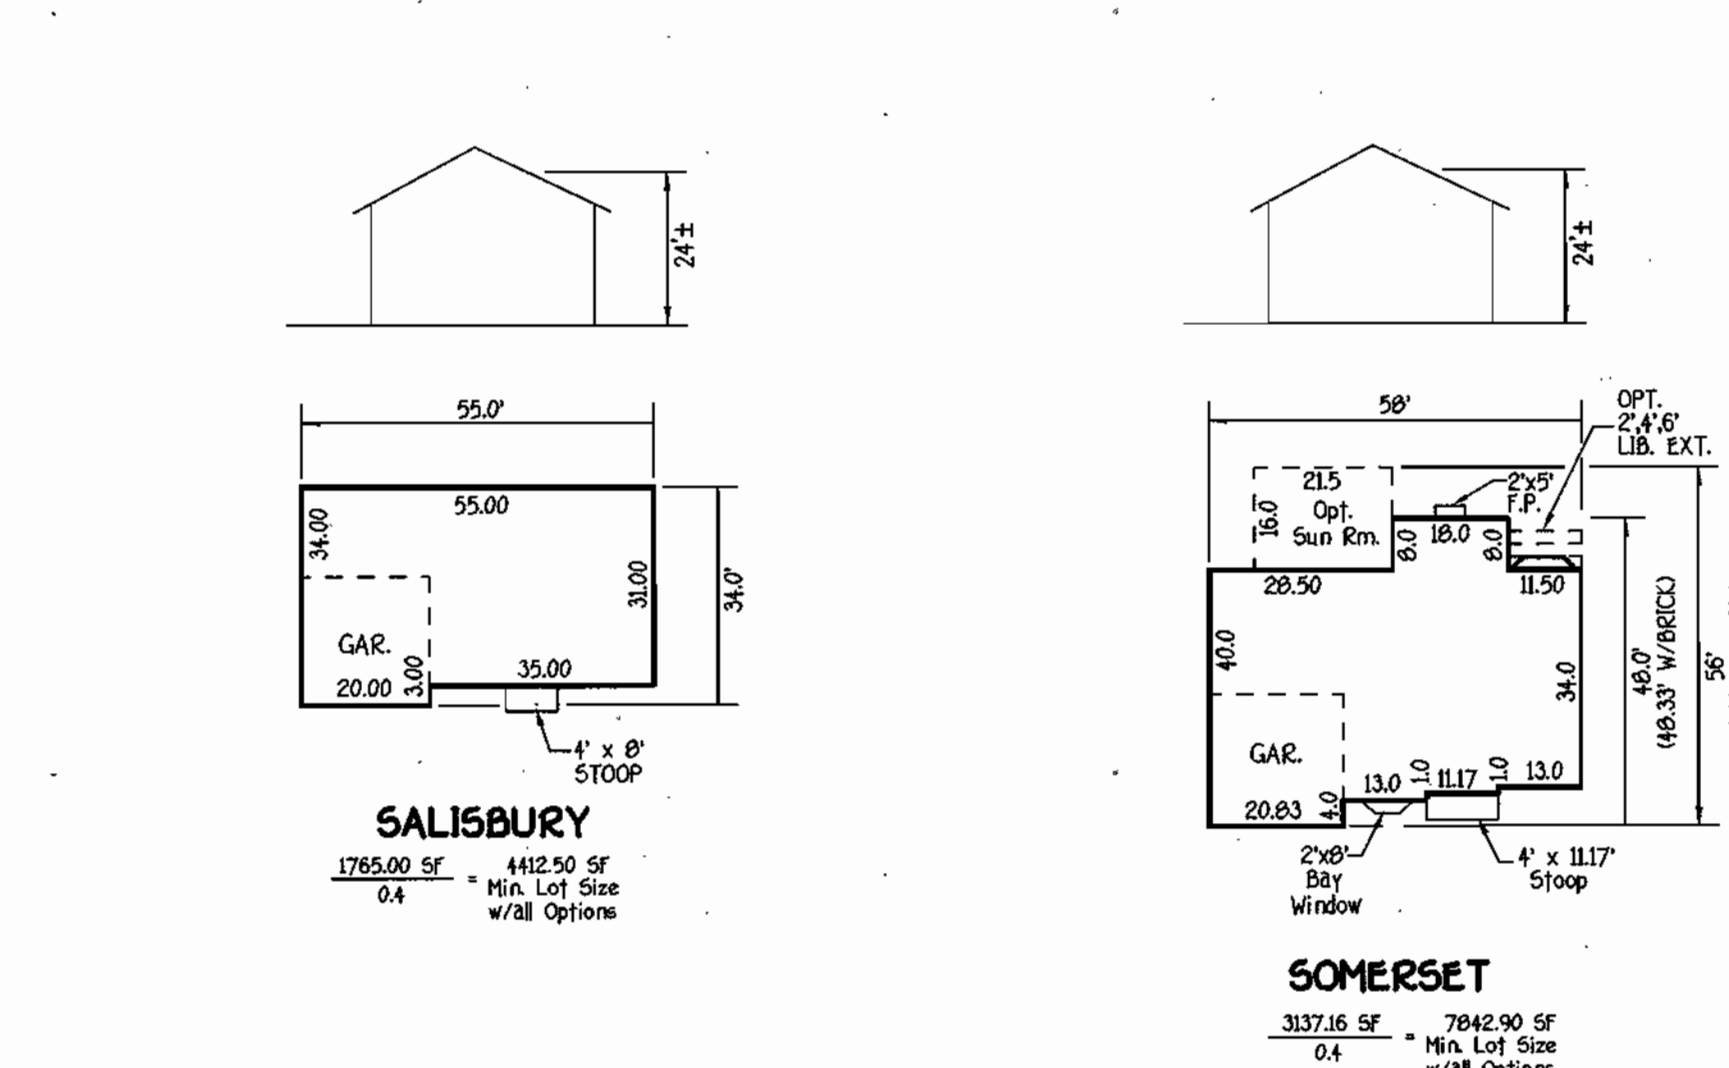 24'±
55.0'
55.00
34.00
31.00
34.0'
GAR.
3.00
35.00
20.00
4' x 8'
STOOP
SALISBURY
1765.00 SF
0.4
=
4412.50 SF
Min. Lot Size
w/all Options
24'±
58'
OPT.
2',4',6'
LIB. EXT.
21.5
16.0
Opt.
Sun Rm.
2'x5'
F.P.
8.0
18.0
8.0
28.50
11.50
40.0
34.0
48.0'
(48.33' W/BRICK)
56'
GAR.
20.83
4.0
13.0
1.0
11.17
1.0
13.0
2'x8'
Bay
Window
4' x 11.17'
Stoop
SOMERSET
3137.16 SF
0.4
=
7842.90 SF
Min. Lot Size
w/all Options